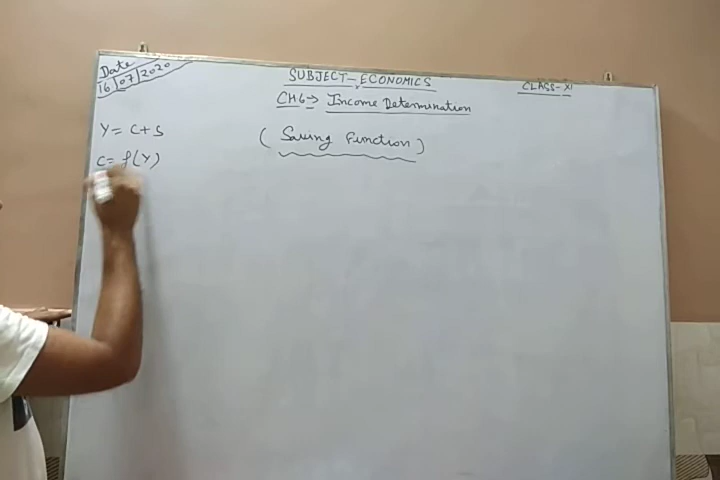 Date
16/07/2020
SUBJECT- ECONOMICS
CLASS- XI
CH6-> Income Determination
Y = C+S
(Saving Function)
C= f(Y)